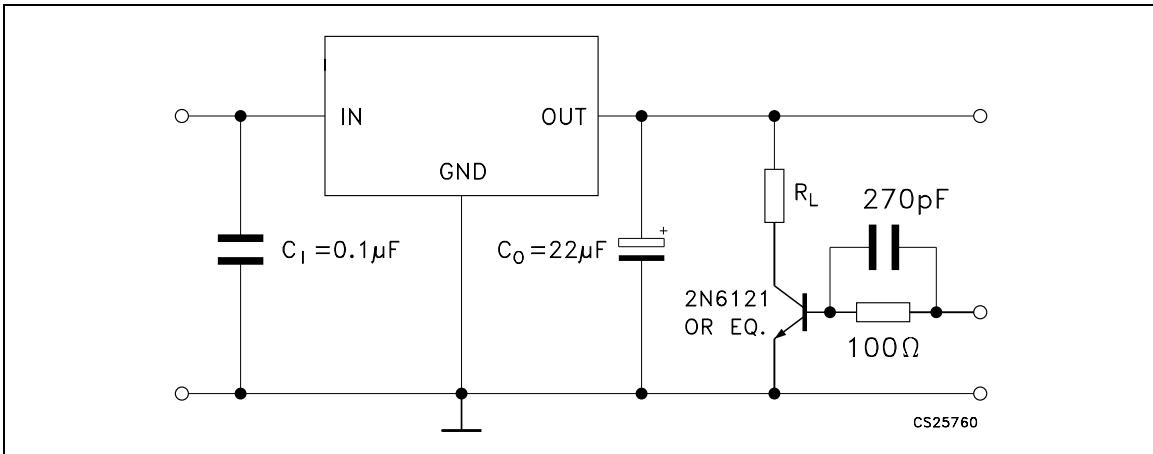 IN
OUT
GND
C_I=0.1µF
C_O=22µF
R_L
270pF
2N6121
OR EQ.
100Ω
CS25760